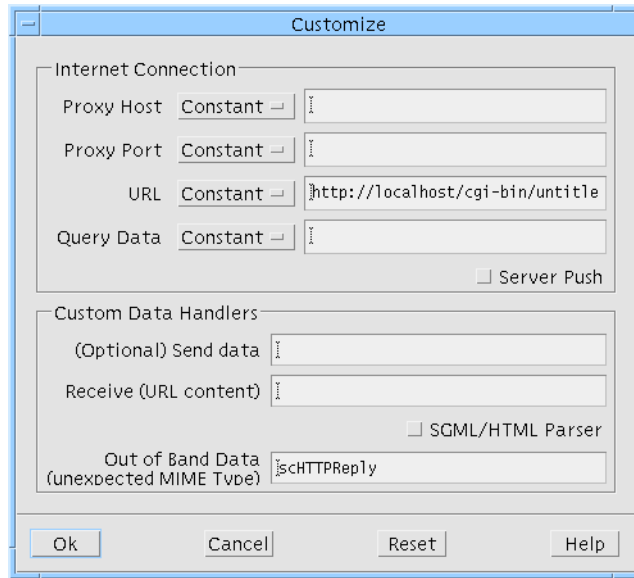 Customize
Internet Connection
Proxy Host Constant
Proxy Port Constant
URL Constant http://localhost/cgi-bin/untitle
Query Data Constant
Server Push
Custom Data Handlers
(Optional) Send data
Receive (URL content)
SGML/HTML Parser
Out of Band Data
(unexpected MIME Type) scHTTPReply
Ok Cancel Reset Help